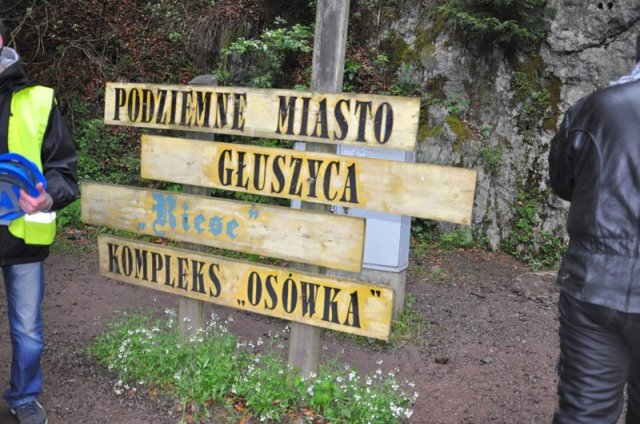 PODZIEMNE MIASTO
GŁUSZYCA
„Riese”
KOMPLEKS „OSÓWKA”